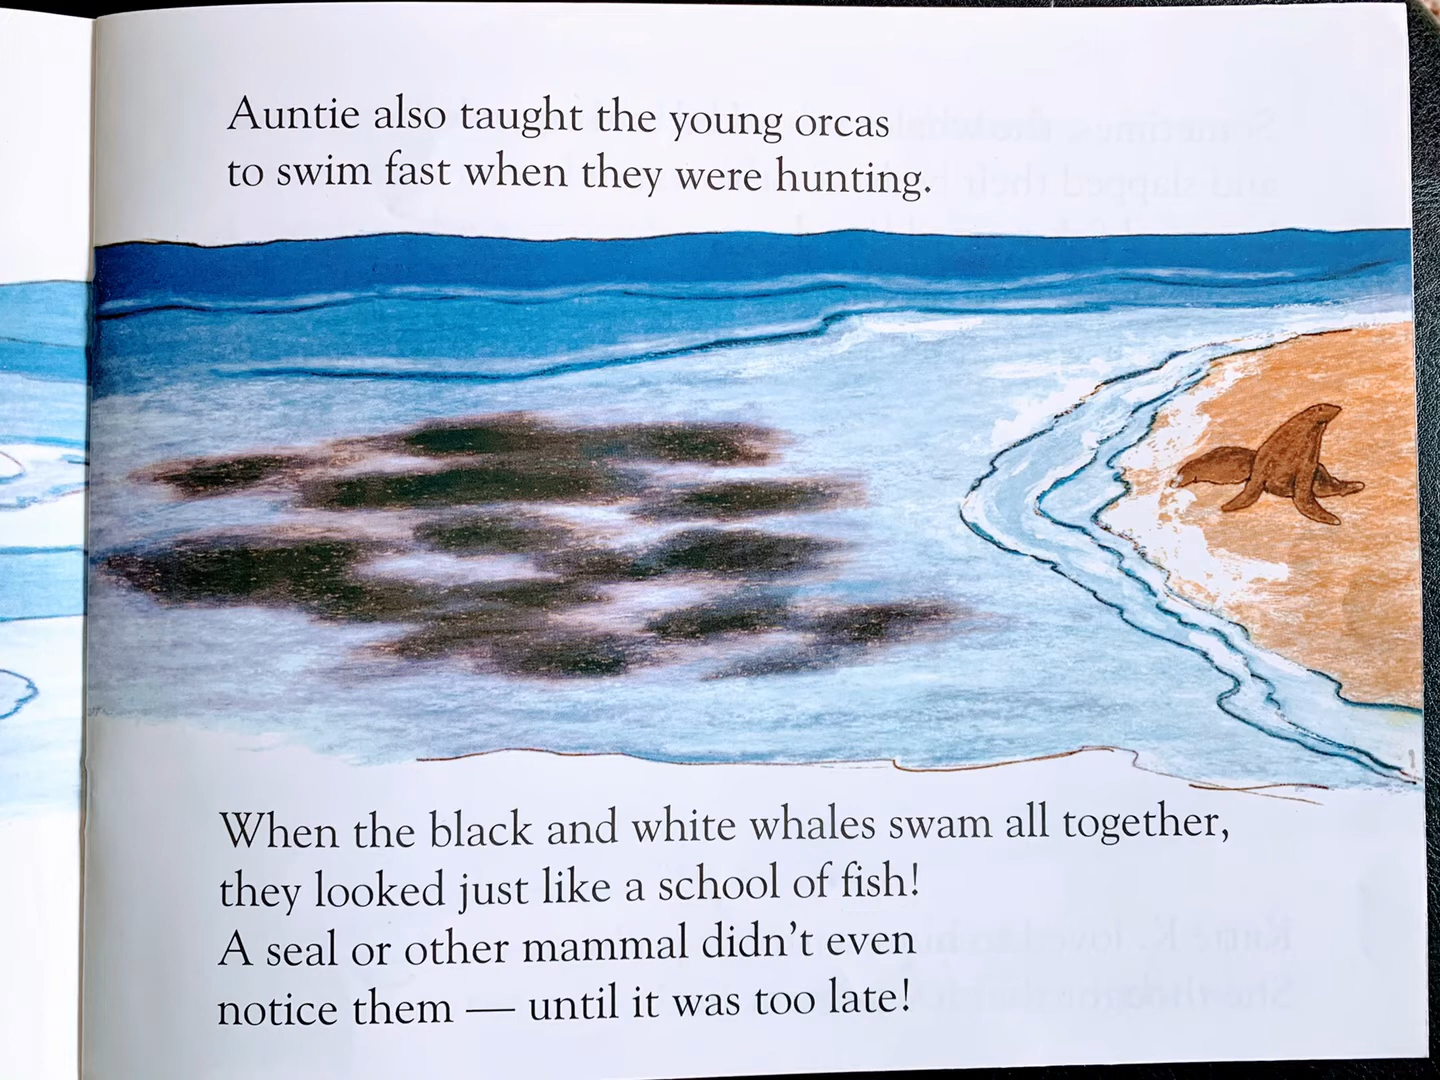 Auntie also taught the young orcas
to swim fast when they were hunting.
When the black and white whales swam all together,
they looked just like a school of fish!
A seal or other mammal didn't even
notice them — until it was too late!